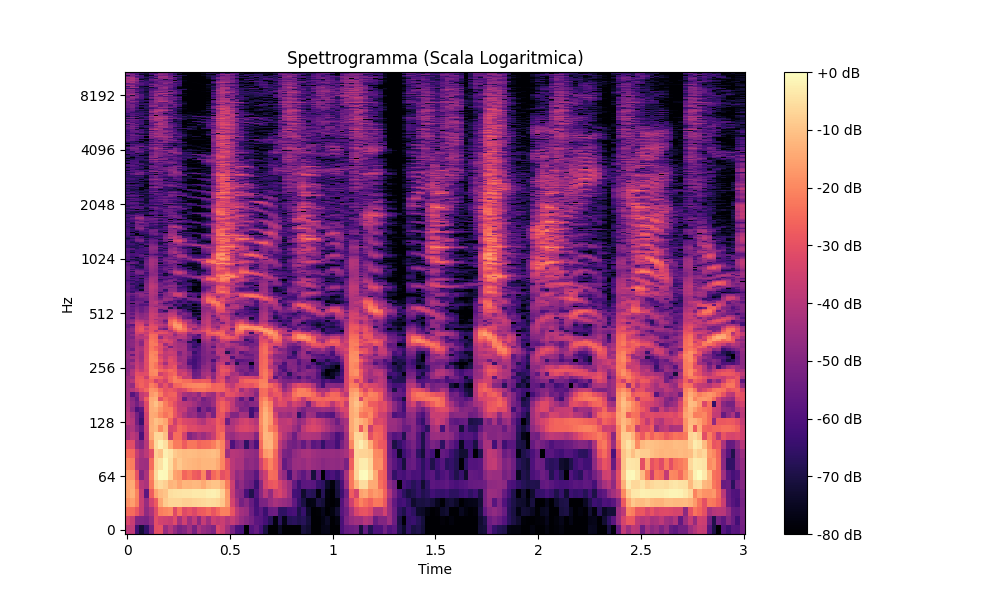 Spettrogramma (Scala Logaritmica)
8192
4096
2048
1024
512
256
128
64
0
Hz
0
0.5
1
1.5
2
2.5
3
Time
+0 dB
-10 dB
-20 dB
-30 dB
-40 dB
-50 dB
-60 dB
-70 dB
-80 dB